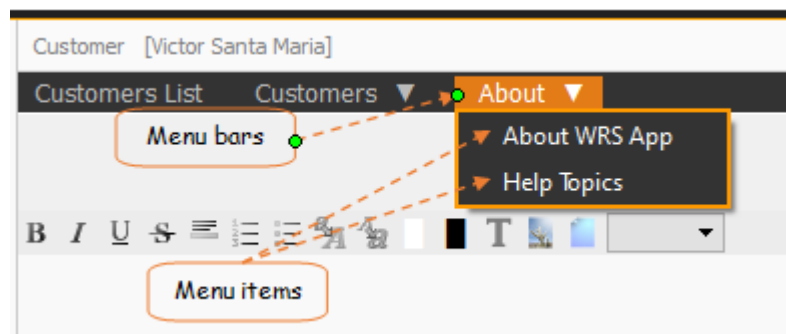 Customer [Victor Santa Maria]
Customers List Customers ▼ About ▼
Menu bars
About WRS App
Help Topics
B I U S T
Menu items